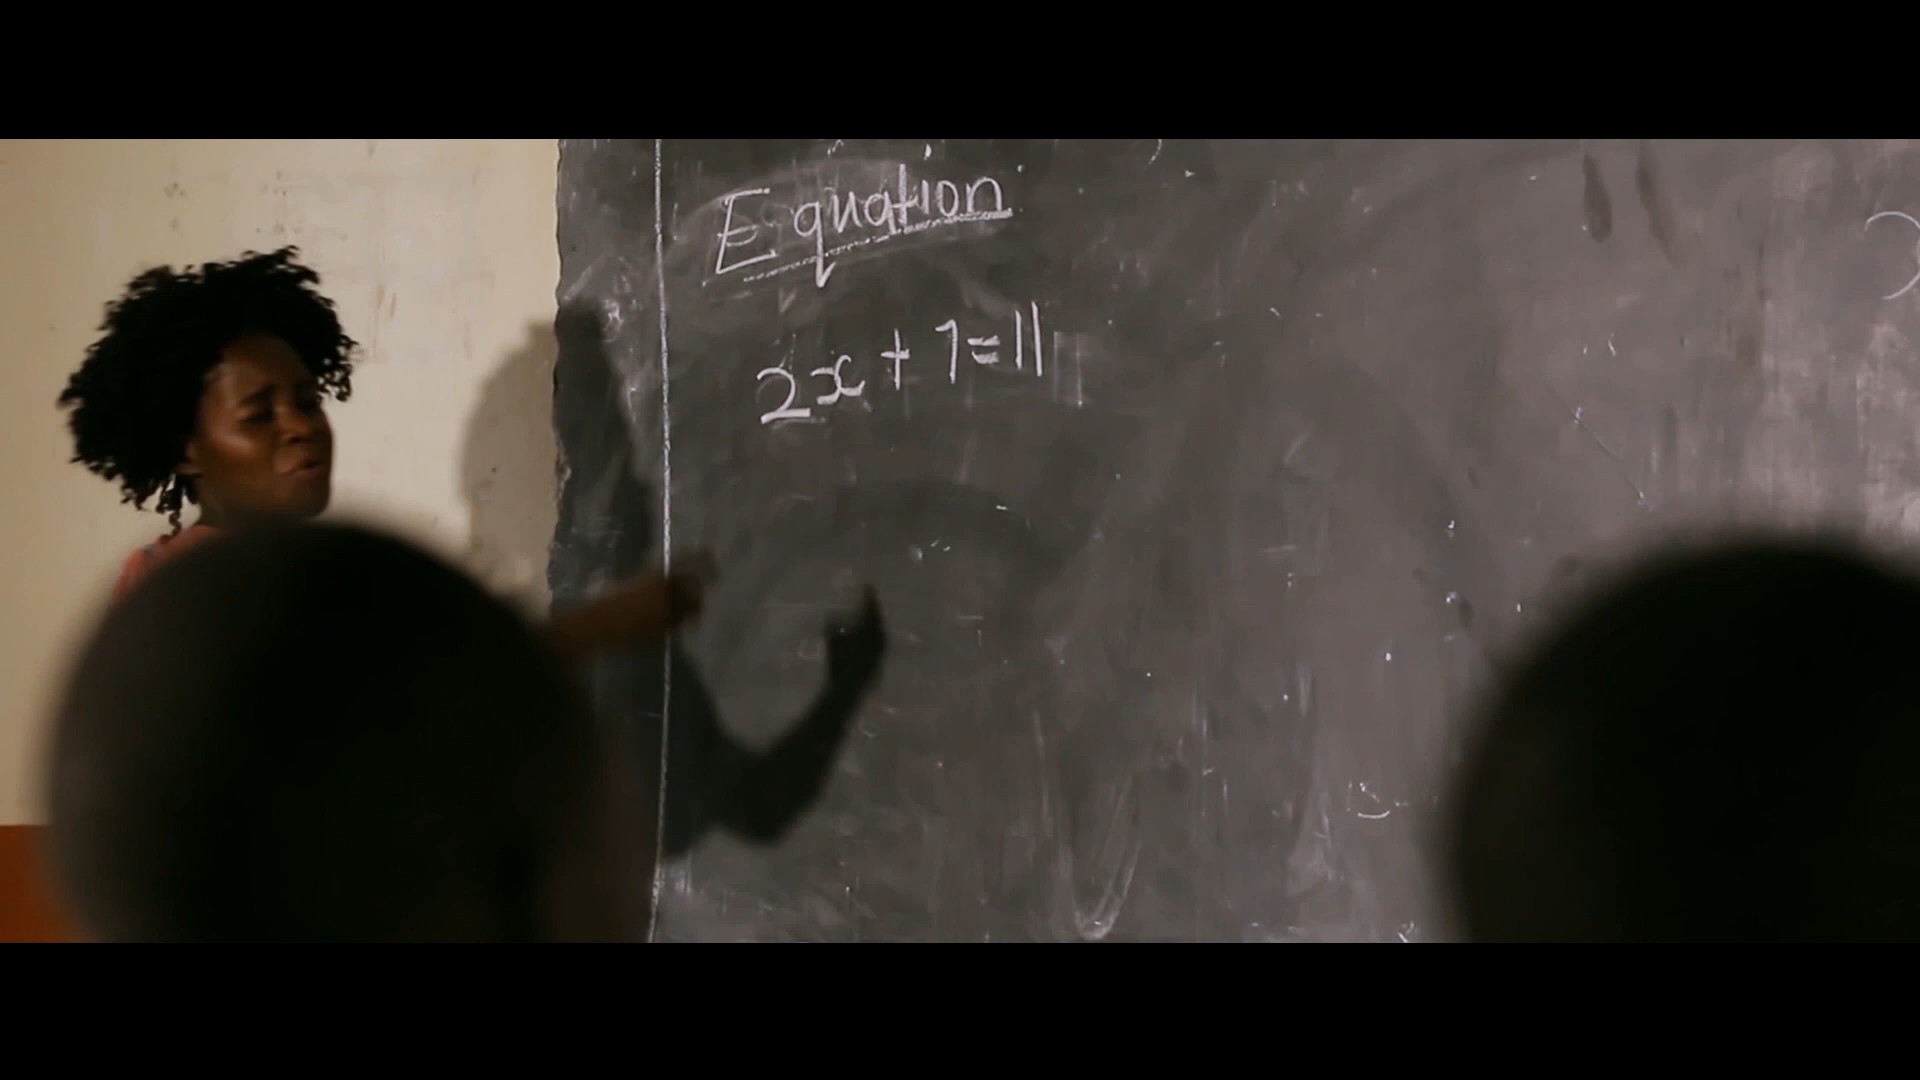 Equation
2x + 1 = 11